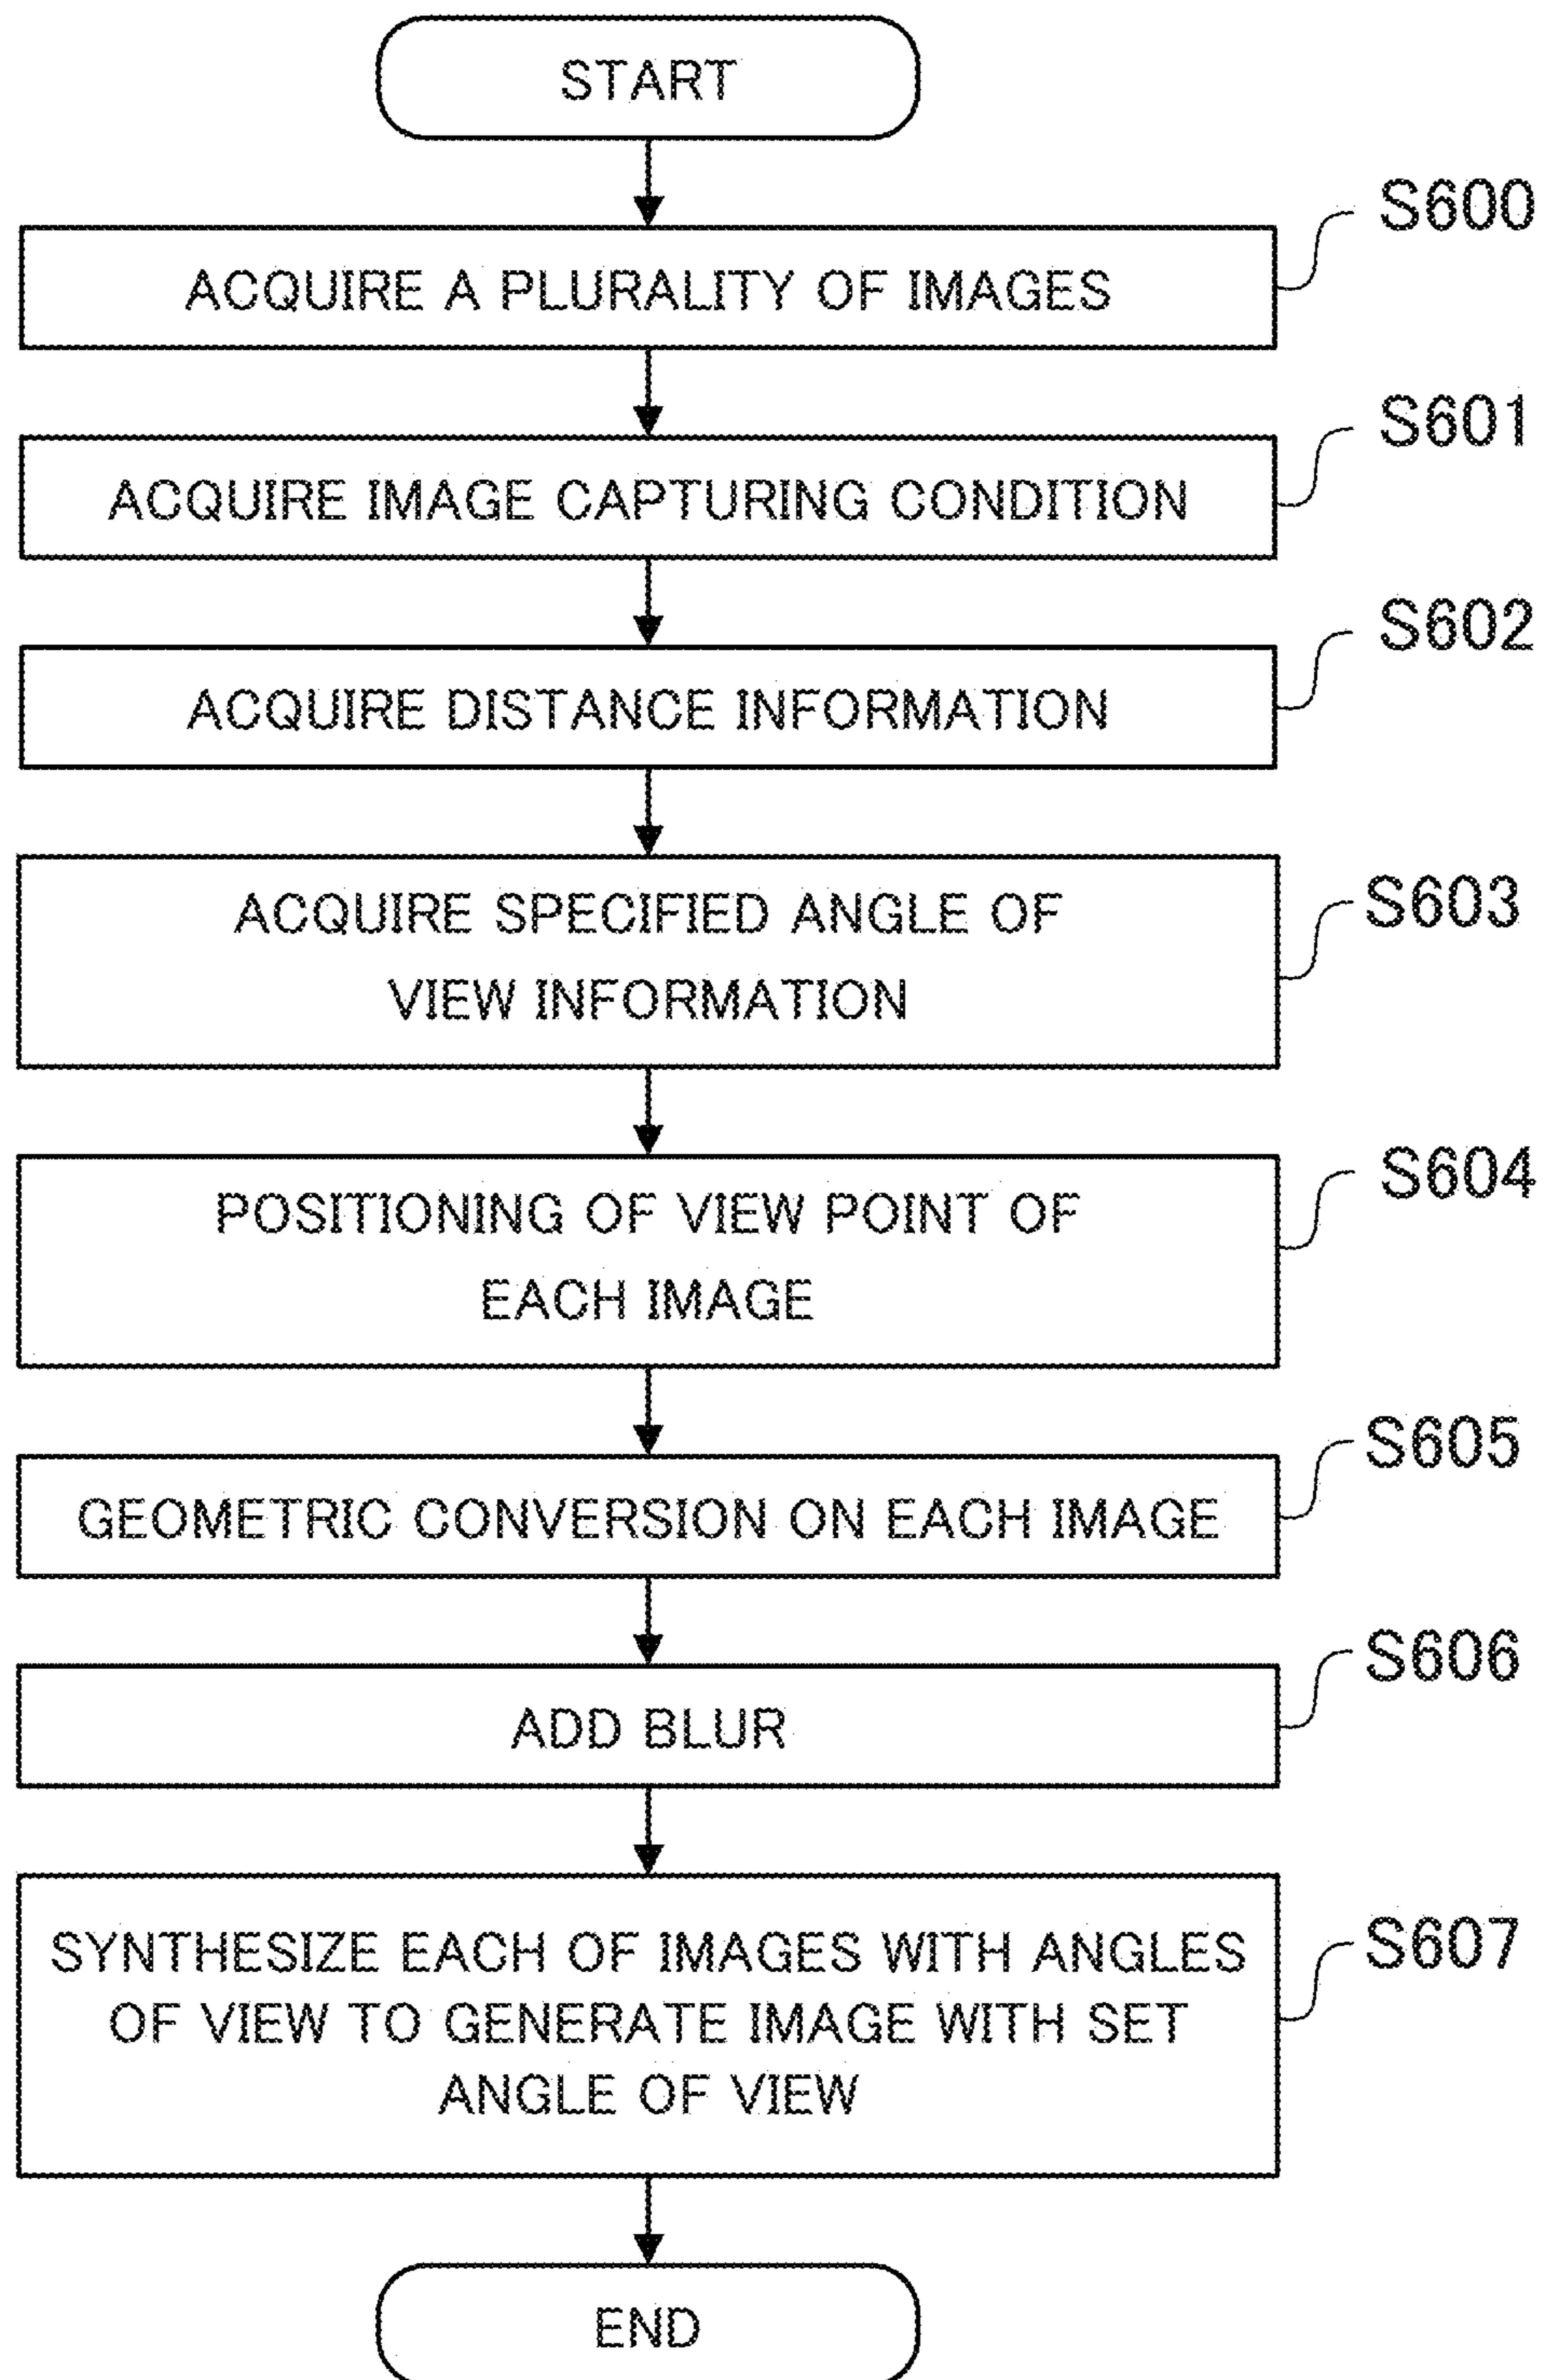 START
S600
ACQUIRE A PLURALITY OF IMAGES
S601
ACQUIRE IMAGE CAPTURING CONDITION
S602
ACQUIRE DISTANCE INFORMATION
S603
ACQUIRE SPECIFIED ANGLE OF
VIEW INFORMATION
S604
POSITIONING OF VIEW POINT OF
EACH IMAGE
S605
GEOMETRIC CONVERSION ON EACH IMAGE
S606
ADD BLUR
S607
SYNTHESIZE EACH OF IMAGES WITH ANGLES
OF VIEW TO GENERATE IMAGE WITH SET
ANGLE OF VIEW
END